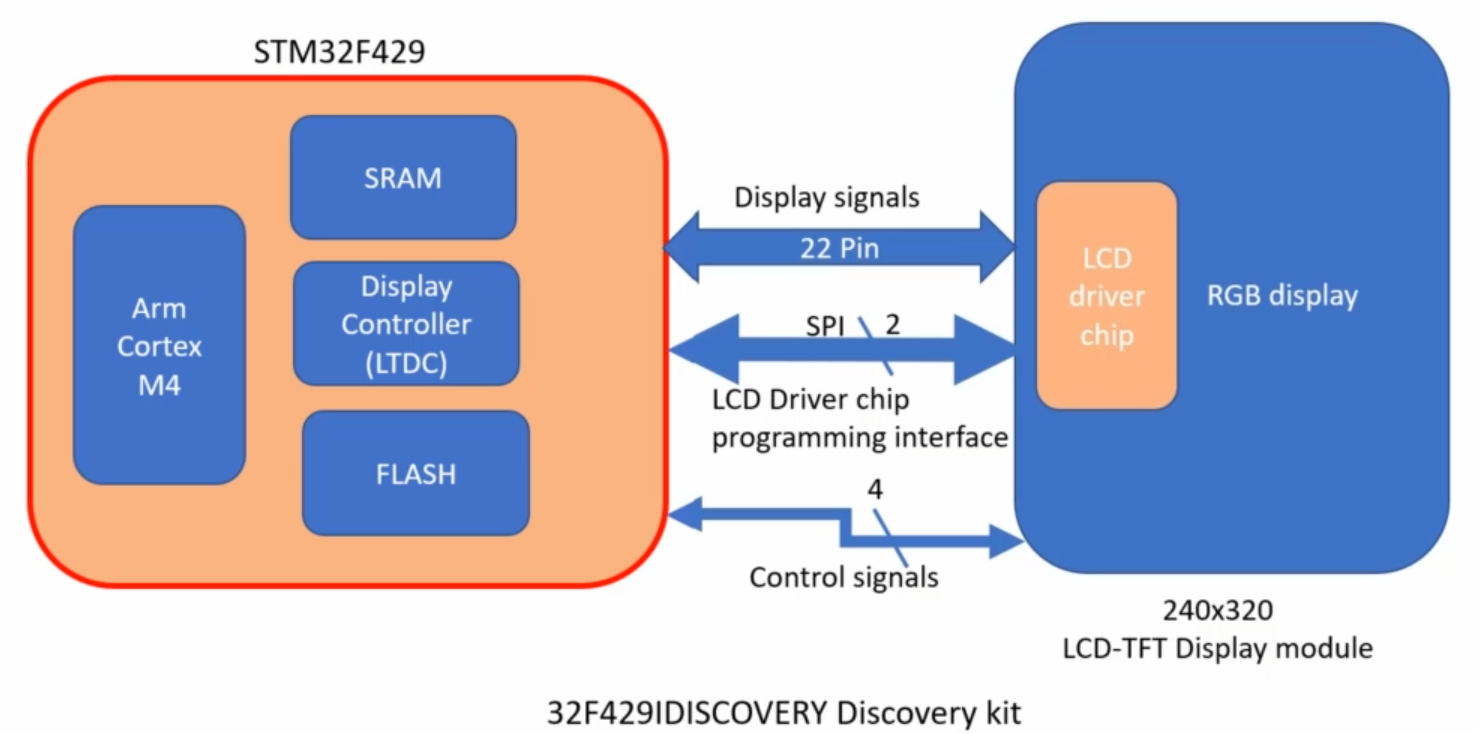 STM32F429
SRAM
Arm
Cortex
M4
Display
Controller
(LTDC)
FLASH
Display signals
22 Pin
SPI 2
LCD Driver chip
programming interface
4
Control signals
LCD
driver
chip
RGB display
240x320
LCD-TFT Display module
32F429IDISCOVERY Discovery kit